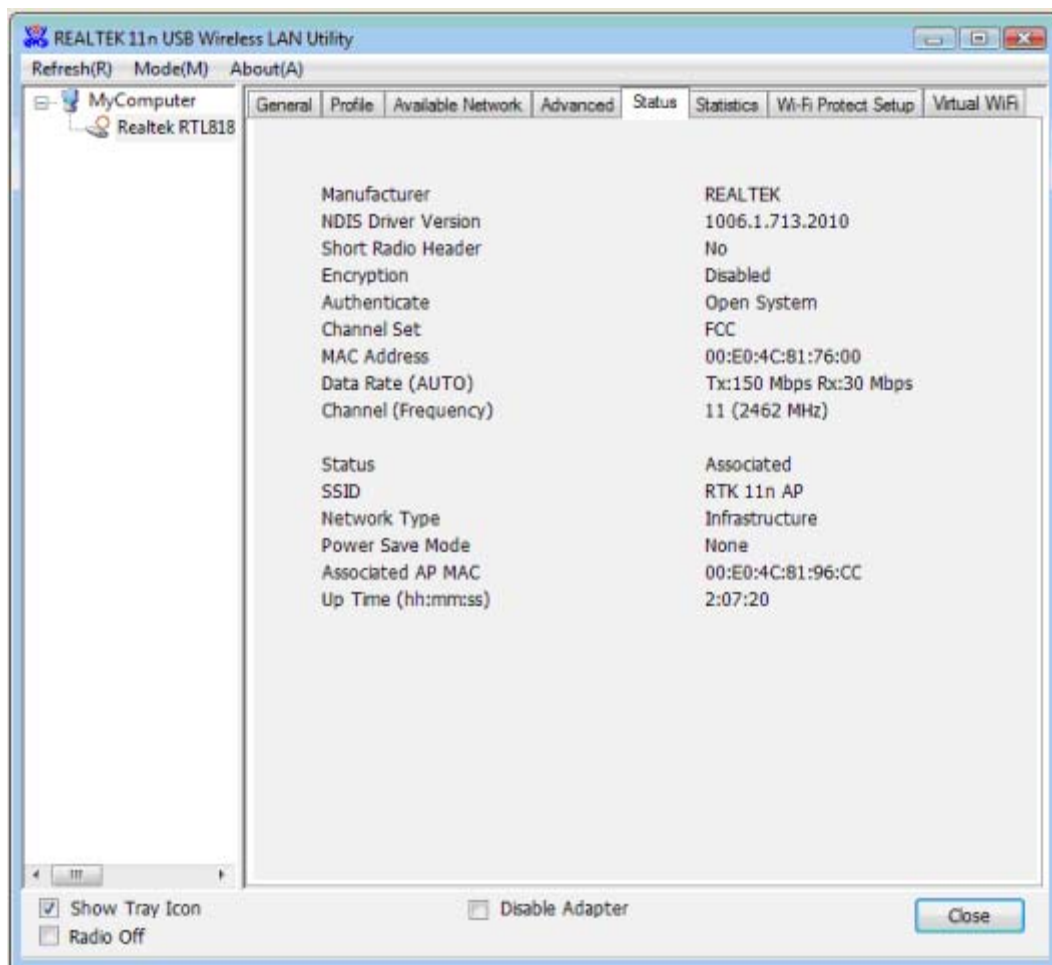 REALTEK 11n USB Wireless LAN Utility
Refresh(R) Mode(M) About(A)
MyComputer
Realtek RTL818
General Profile Available Network Advanced Status Statistics Wi-Fi Protect Setup Virtual WiFi
Manufacturer REALTEK
NDIS Driver Version 1006.1.713.2010
Short Radio Header No
Encryption Disabled
Authenticate Open System
Channel Set FCC
MAC Address 00:E0:4C:81:76:00
Data Rate (AUTO) Tx:150 Mbps Rx:30 Mbps
Channel (Frequency) 11 (2462 MHz)
Status Associated
SSID RTK 11n AP
Network Type Infrastructure
Power Save Mode None
Associated AP MAC 00:E0:4C:81:96:CC
Up Time (hh:mm:ss) 2:07:20
Show Tray Icon
Disable Adapter
Close
Radio Off